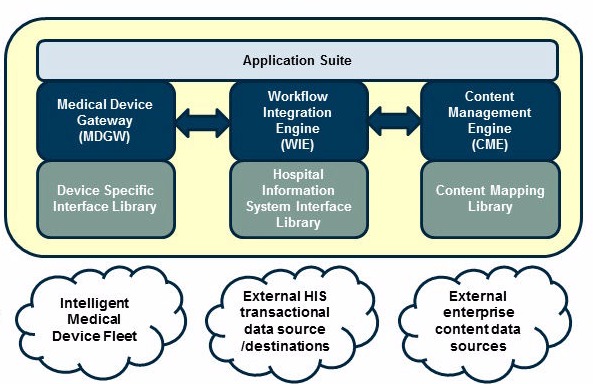 Application Suite
Medical Device
Gateway
(MDGW)
Workflow
Integration
Engine
(WIE)
Content
Management
Engine
(CME)
Device Specific
Interface Library
Hospital
Information
System Interface
Library
Content Mapping
Library
Intelligent
Medical
Device Fleet
External HIS
transactional
data source
/destinations
External
enterprise
content data
sources